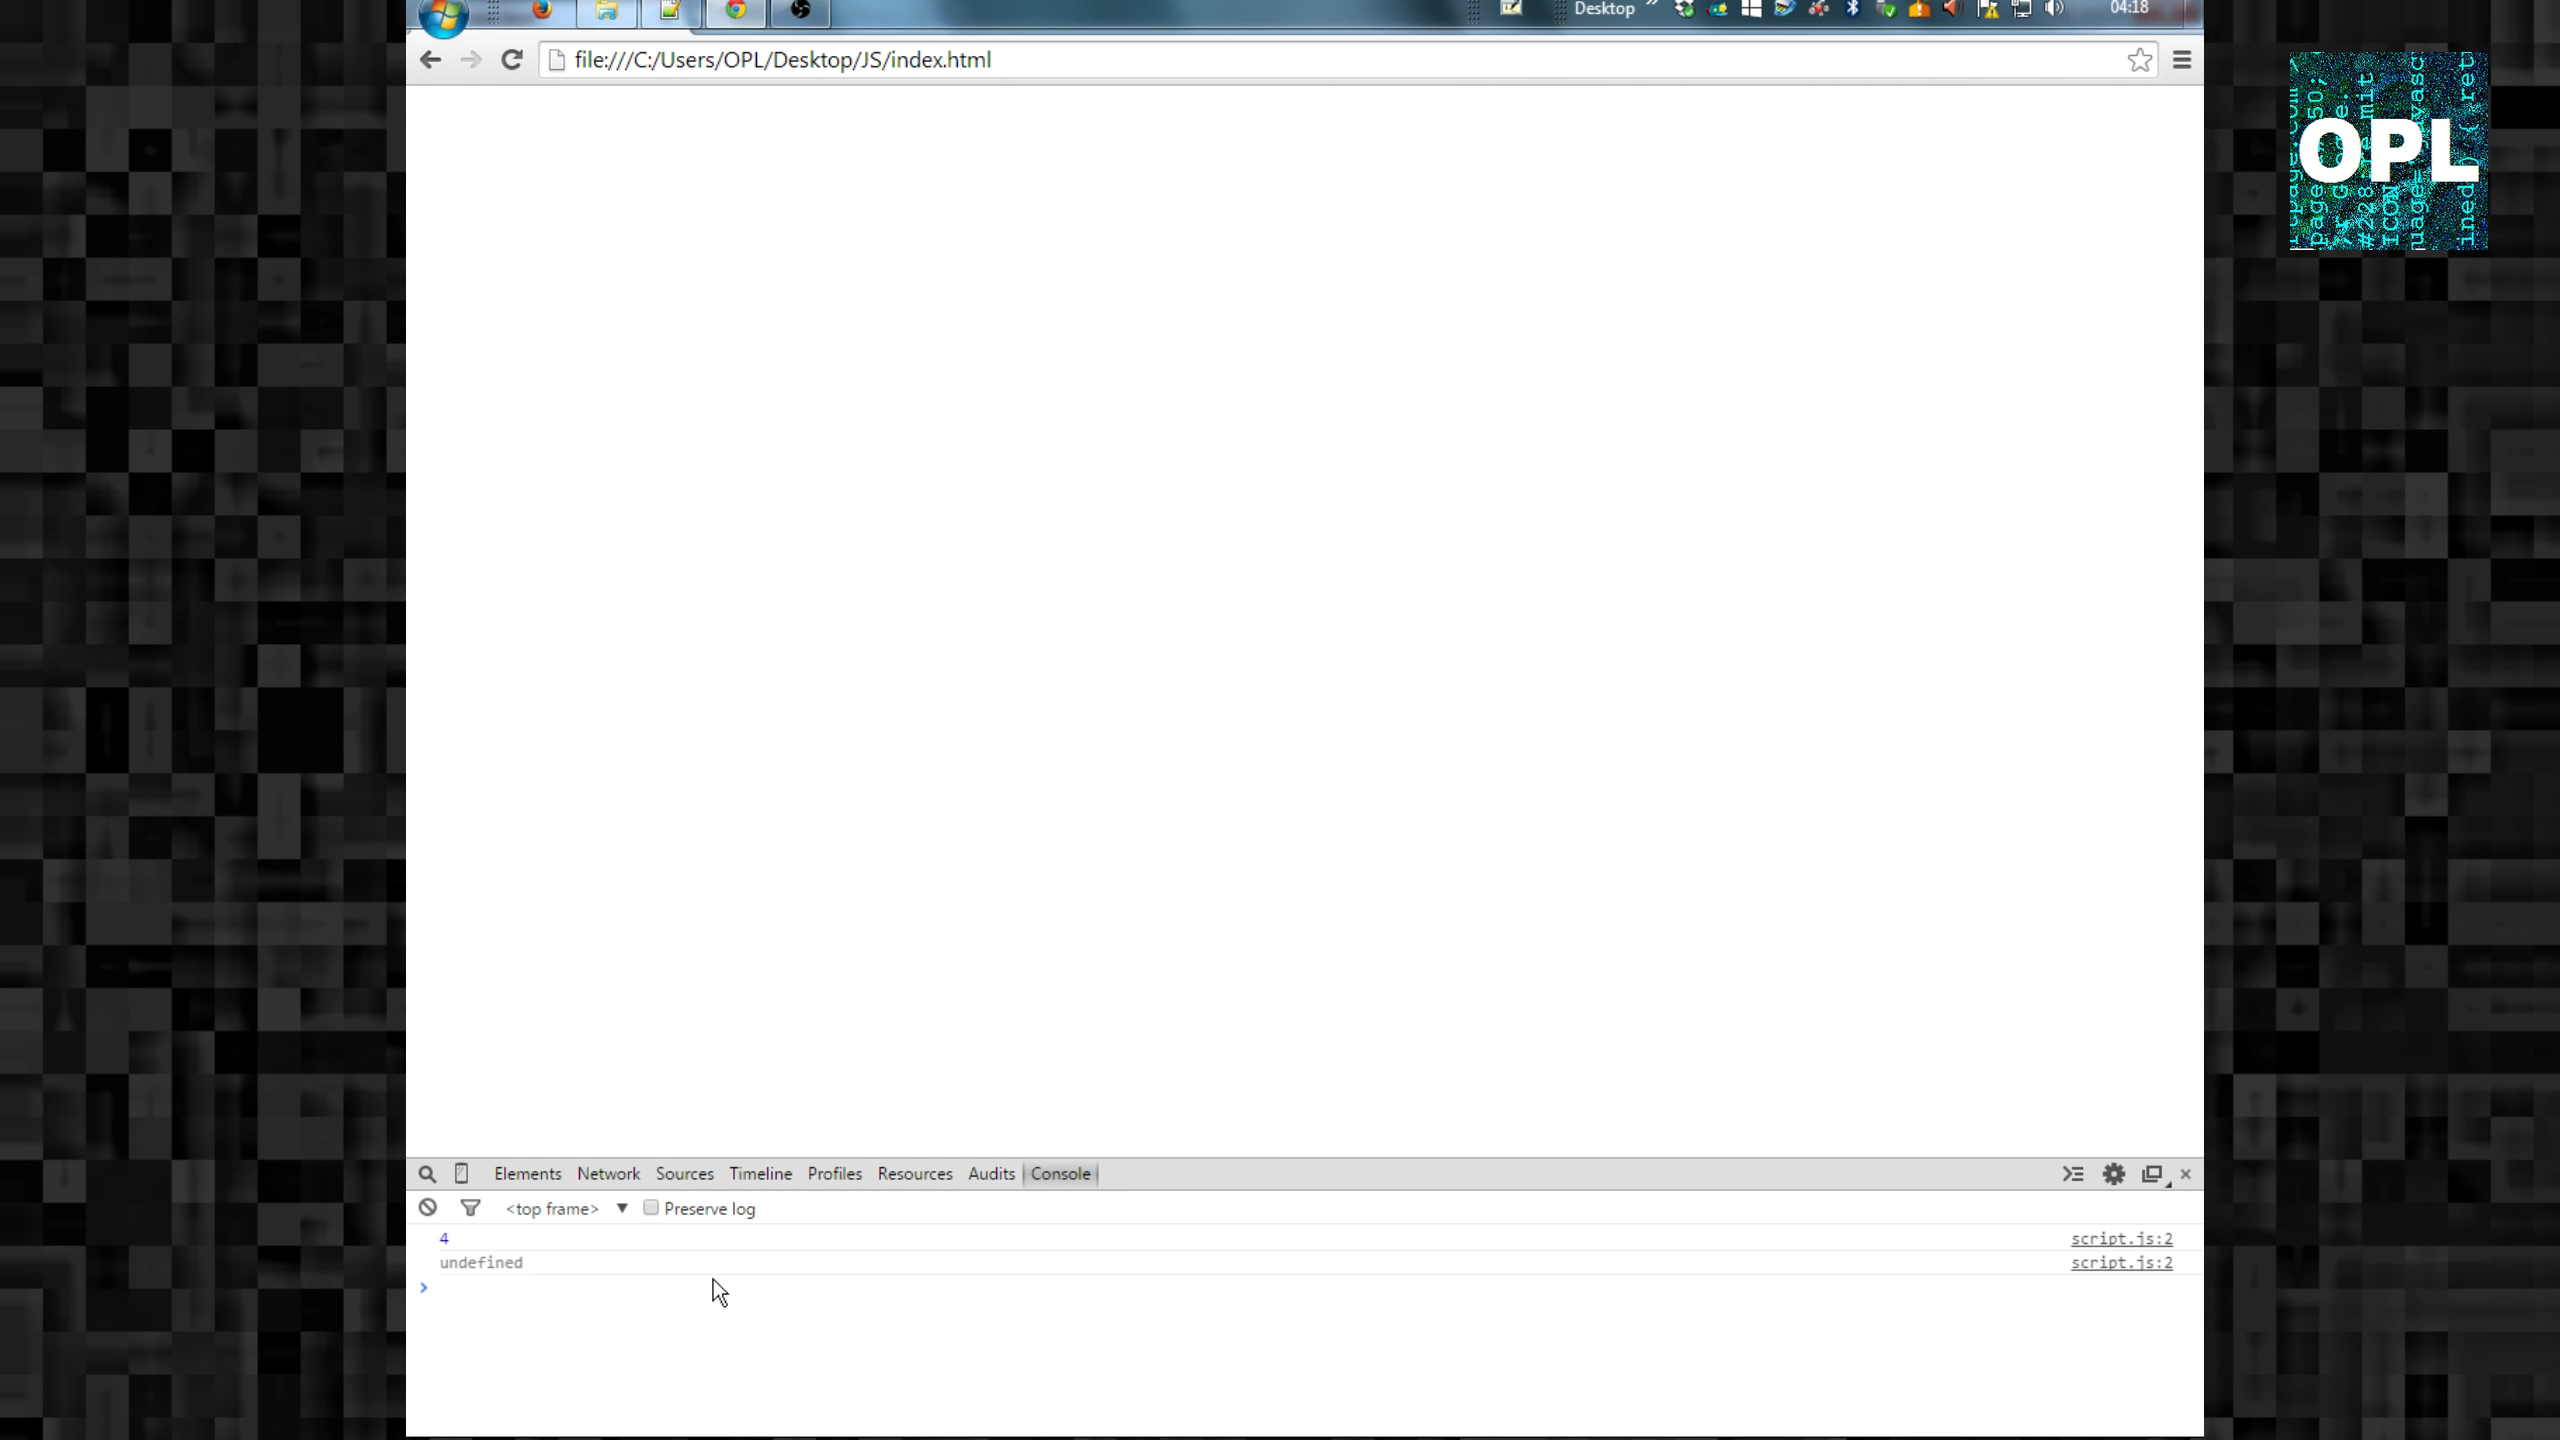 Desktop
04:18
file:///C:/Users/OPL/Desktop/JS/index.html
OPL
Elements Network Sources Timeline Profiles Resources Audits Console
<top frame> Preserve log
4 script.js:2
undefined script.js:2